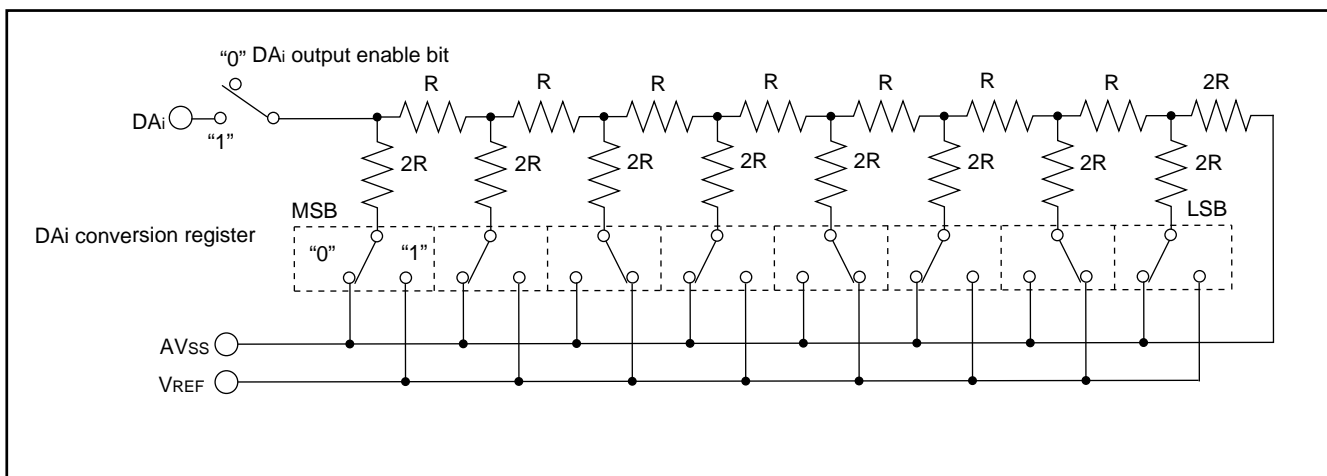 “0” DAi output enable bit
R R R R R R R 2R
DAi
“1”
2R 2R 2R 2R 2R 2R 2R 2R
MSB LSB
DAi conversion register
“0” “1”
AVSS
VREF